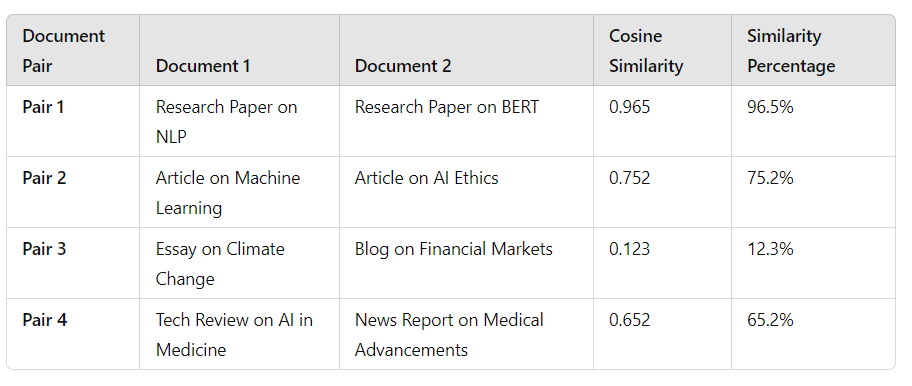 Document Pair Document 1 Document 2 Cosine Similarity Similarity Percentage
Pair 1 Research Paper on NLP Research Paper on BERT 0.965 96.5%
Pair 2 Article on Machine Learning Article on AI Ethics 0.752 75.2%
Pair 3 Essay on Climate Change Blog on Financial Markets 0.123 12.3%
Pair 4 Tech Review on AI in Medicine News Report on Medical Advancements 0.652 65.2%